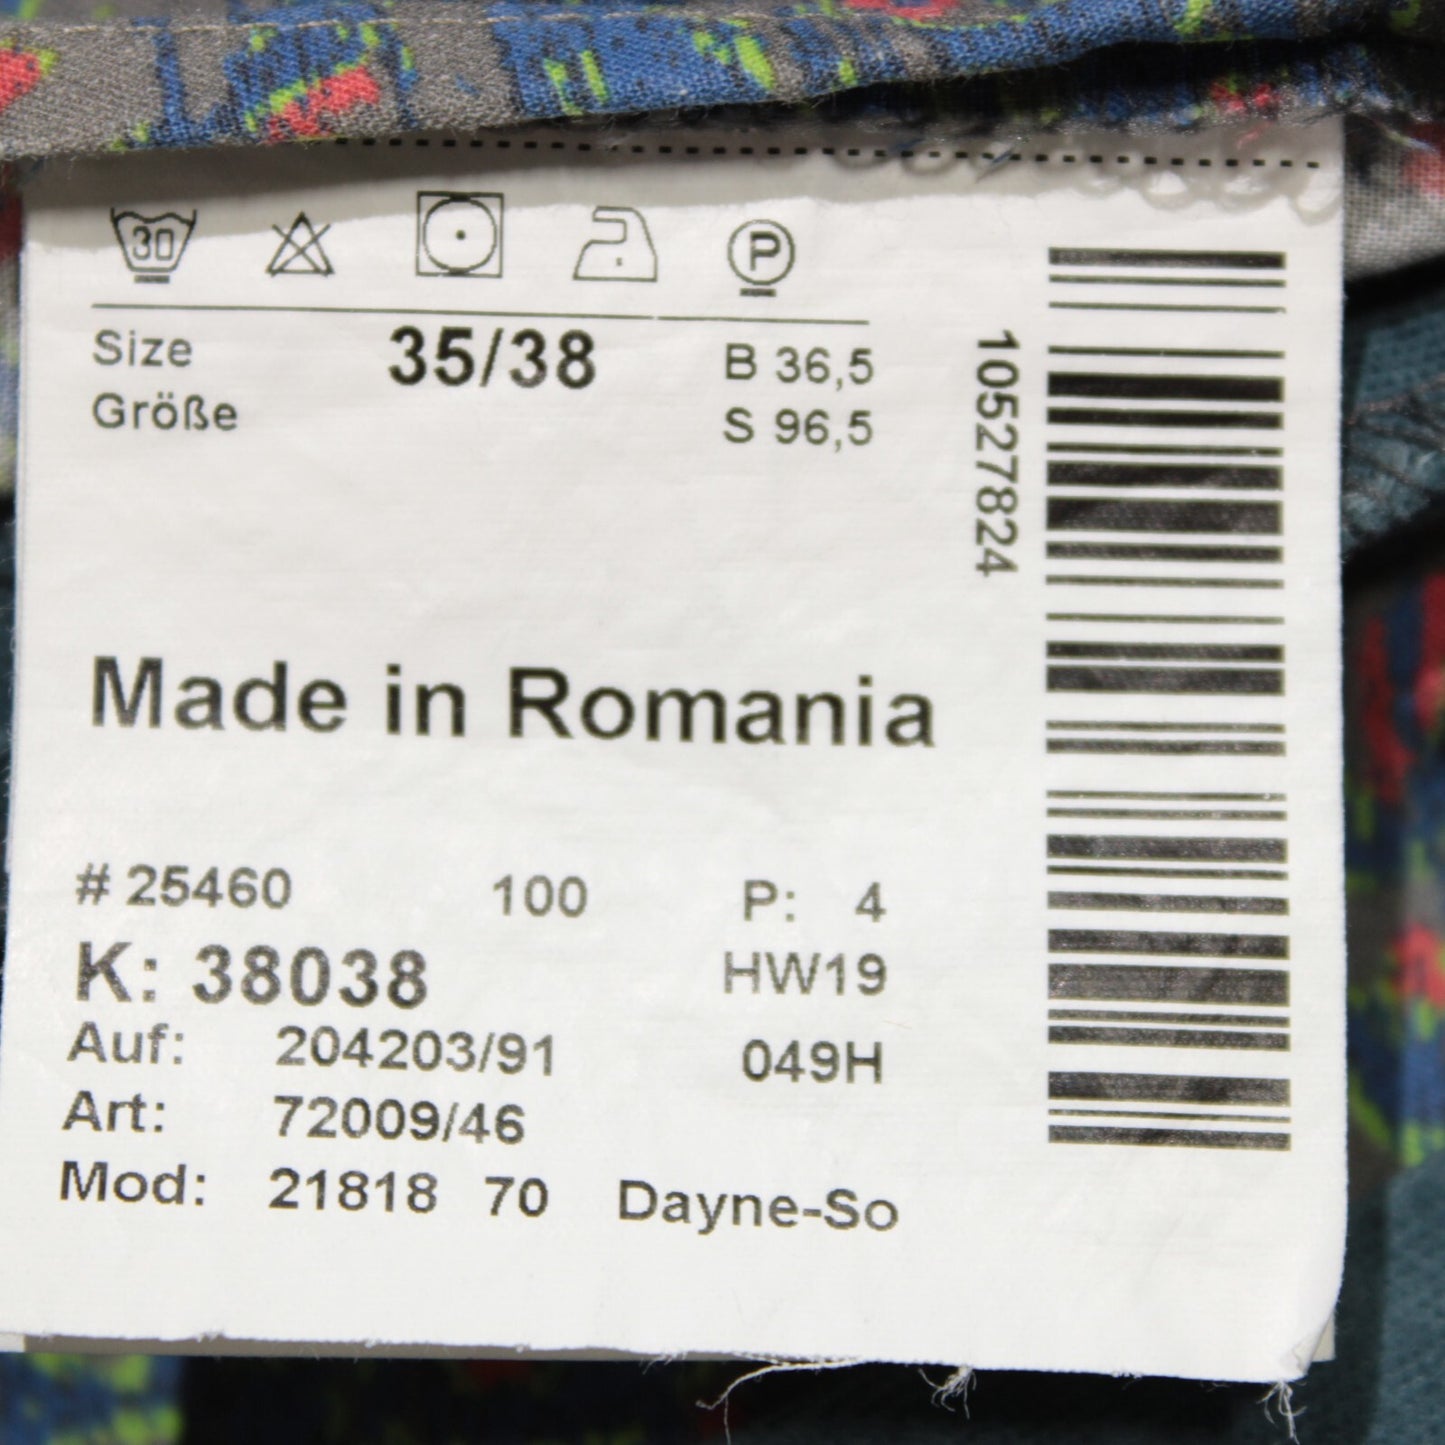 30 P
Size 35/38 B 36,5
Größe S 96,5
10527824
Made in Romania
# 25460 100 P: 4
K: 38038 HW19
Auf: 204203/91 049H
Art: 72009/46
Mod: 21818 70 Dayne-So